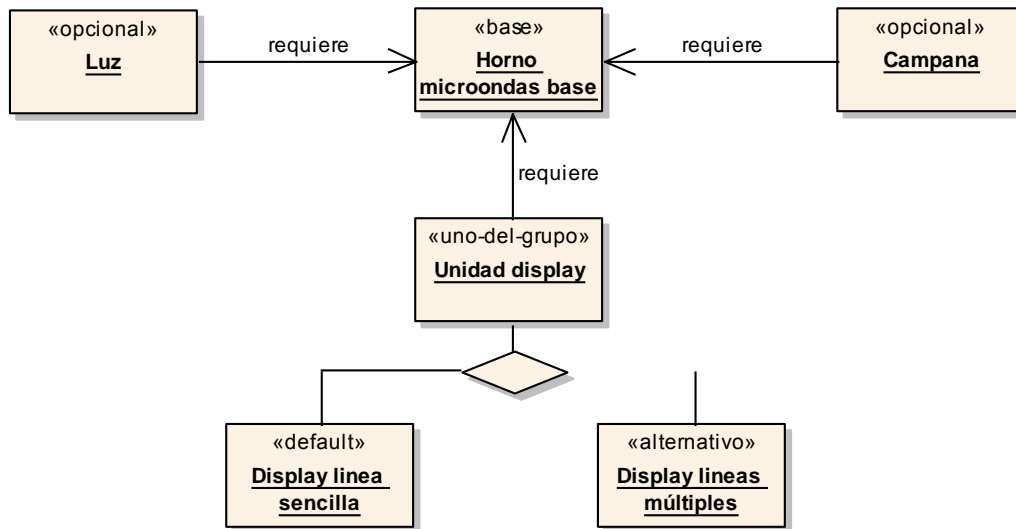 «opcional»
Luz
requiere
«base»
Horno
microondas base
requiere
«opcional»
Campana
requiere
«uno-del-grupo»
Unidad display
«default»
Display linea
sencilla
«alternativo»
Display lineas
múltiples